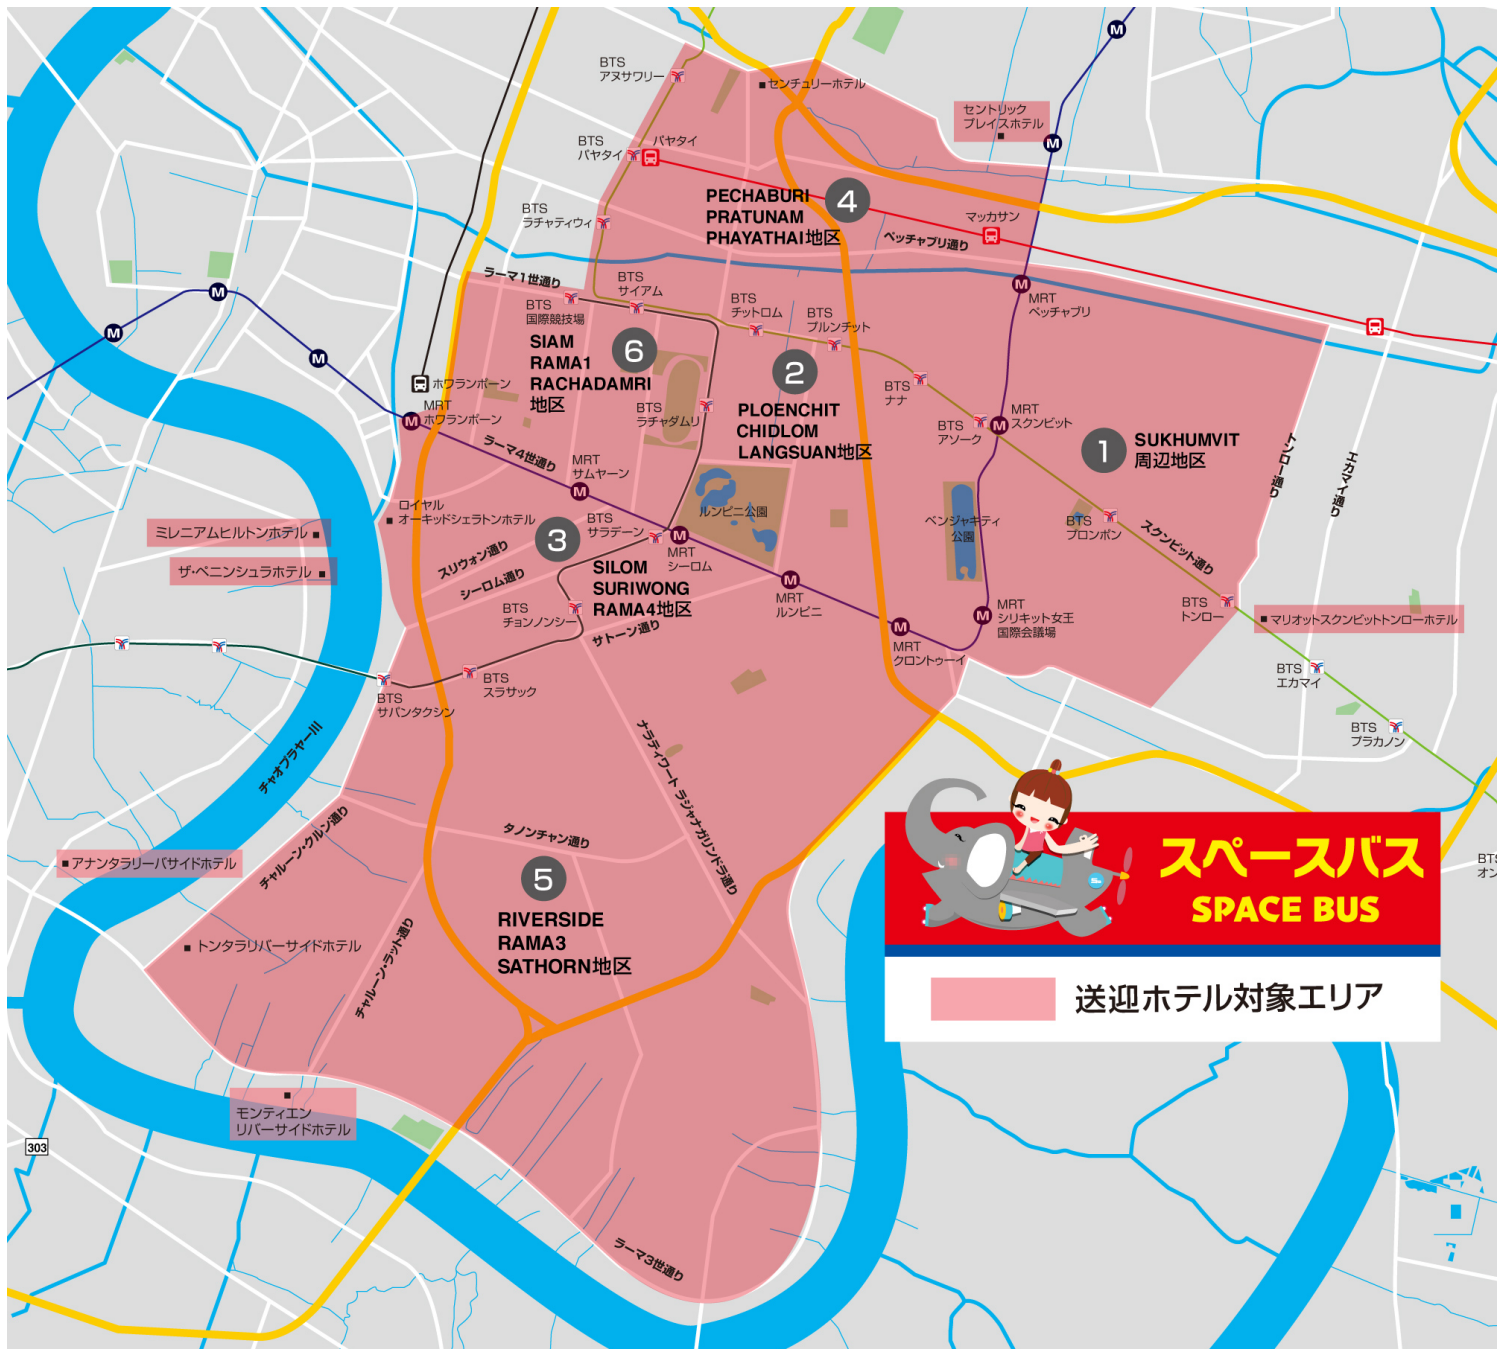 BTS
アヌサワリー
センチュリーホテル
セントリック
プレイスホテル
M
M
BTS
パヤタイ
パヤタイ
PECHABURI
PRATUNAM
PHAYATHAI地区
4
BTS
ラチャティウィ
マッカサン
ペッチャブリ通り
ラーマ1世通り
BTS
サイアム
BTS
国際競技場
BTS
チットロム
BTS
プルンチット
M
MRT
ペッチャブリ
M
M
M
SIAM
RAMA1
RACHADAMRI
地区
6
2
PLOENCHIT
CHIDLOM
LANGSUAN地区
BTS
ナナ
ホワランポーン
M
MRT
ホワランポーン
BTS
ラチャダムリ
BTS
アソーク
M
MRT
スクンビット
1
SUKHUMVIT
周辺地区
トンロー通り
エカマイ通り
ラーマ4世通り
MRT
サムヤーン
M
ロイヤル
オーキッドシェラトンホテル
ルンピニ公園
ベンジャキティ
公園
BTS
プロンポン
スクンビット通り
ミレニアムヒルトンホテル
ザ・ペニンシュラホテル
スリウォン通り
シーロム通り
3
BTS
サラデーン
M
MRT
シーロム
SILOM
SURIWONG
RAMA4地区
M
MRT
ルンピニ
BTS
チョンノンシー
サトーン通り
M
MRT
クロントゥーイ
M
MRT
シリキット女王
国際会議場
BTS
トンロー
マリオットスクンビットトンローホテル
BTS
エカマイ
BTS
プラカノン
BTS
サパンタクシン
BTS
スラサック
チャオプラヤー川
ナラティワート ラジャナガリンドラ通り
チャルーン・クルン通り
タノンチャン通り
アナンタラリーバサイドホテル
5
RIVERSIDE
RAMA3
SATHORN地区
トンタラリバーサイドホテル
チャルーン・ラット通り
スペースバス
SPACE BUS
送迎ホテル対象エリア
BTS
オン
モンティエン
リバーサイドホテル
303
ラーマ3世通り